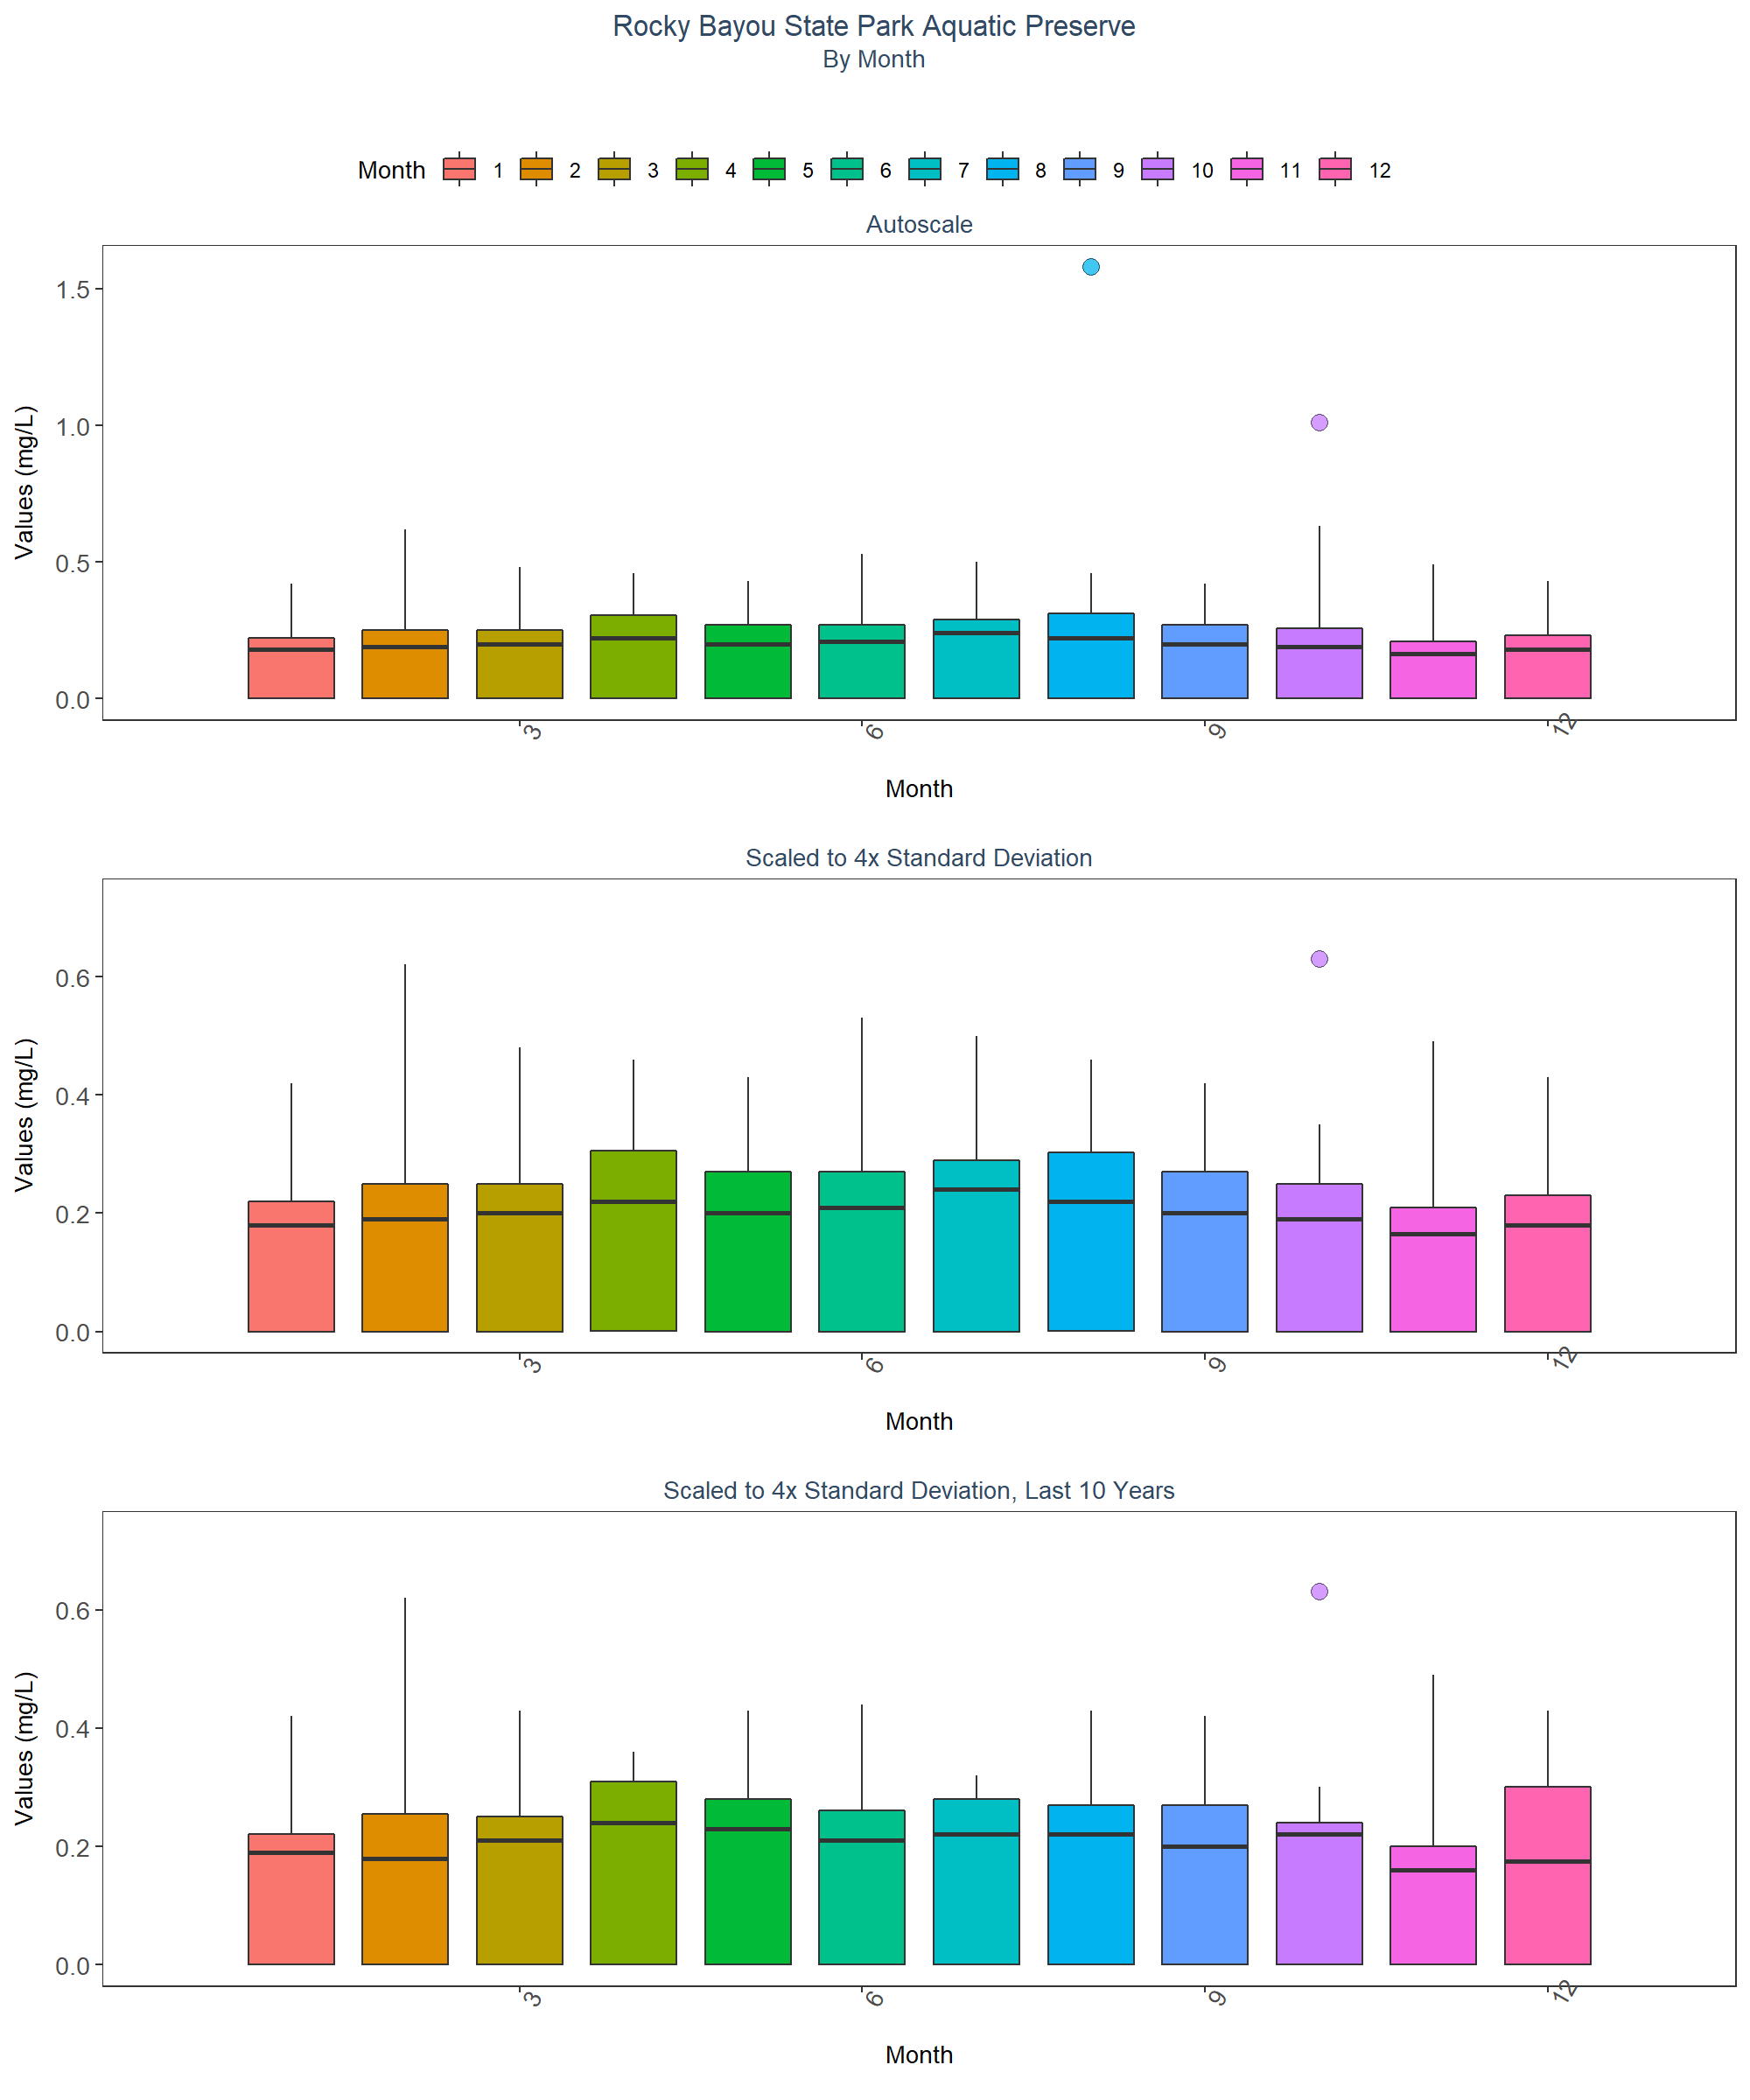 Rocky Bayou State Park Aquatic Preserve
By Month
Month 1 2 3 4 5 6 7 8 9 10 11 12
Autoscale
Values (mg/L)
1.5
1.0
0.5
0.0
3 6 9 12
Month
Scaled to 4x Standard Deviation
Values (mg/L)
0.6
0.4
0.2
0.0
3 6 9 12
Month
Scaled to 4x Standard Deviation, Last 10 Years
Values (mg/L)
0.6
0.4
0.2
0.0
3 6 9 12
Month